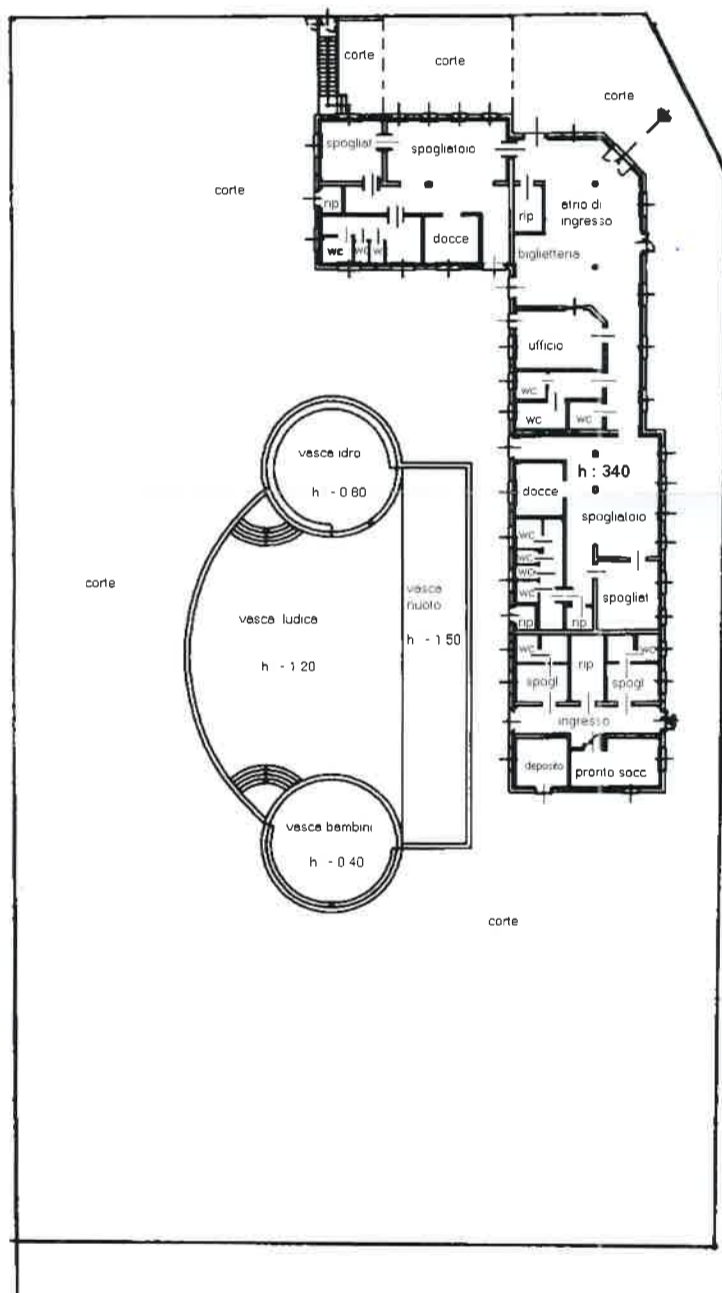 corte
corte
corte
corte
spogliat
spogliatoio
rip
wc
wc
w
docce
rip
atrio di
ingresso
biglietteria
ufficio
wc
wc
wc
h : 340
docce
spogliatoio
wc
wc
wc
wc
spogliat
rip
rip
wc
rip
wc
spogl
spogl
ingresso
deposito
pronto socc
vasca idro
h - 0 80
corte
vasca ludica
h - 1 20
vasca
nuoto
h - 1 50
vasca bambini
h - 0 40
corte